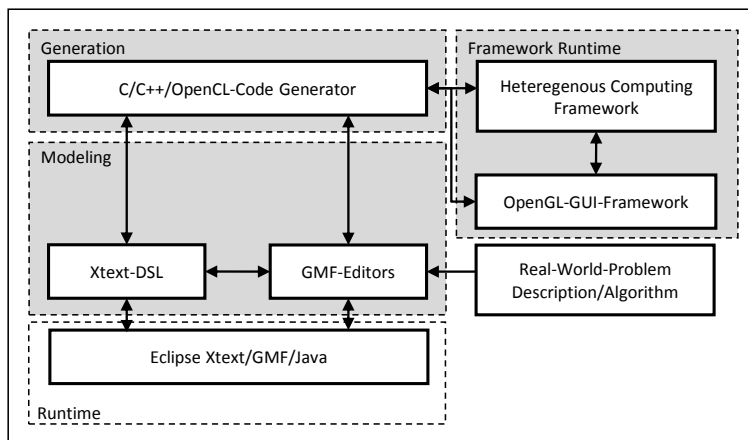 Generation
C/C++/OpenCL-Code Generator
Framework Runtime
Heteregenous Computing
Framework
OpenGL-GUI-Framework
Modeling
Xtext-DSL
GMF-Editors
Real-World-Problem
Description/Algorithm
Eclipse Xtext/GMF/Java
Runtime